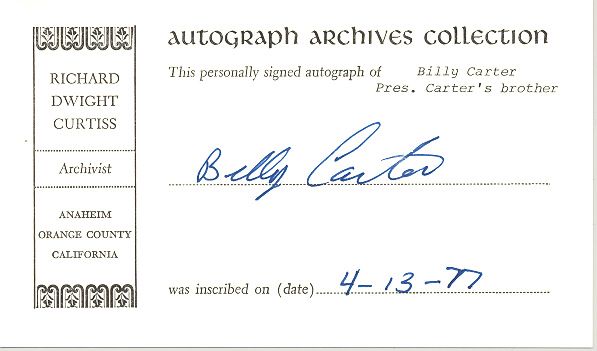 RICHARD
DWIGHT
CURTISS
Archivist
ANAHEIM
ORANGE COUNTY
CALIFORNIA
AUTOGRAPH ARCHIVES COLLECTION
This personally signed autograph of Billy Carter
Pres. Carter's brother
Billy Carter
was inscribed on (date) 4-13-77